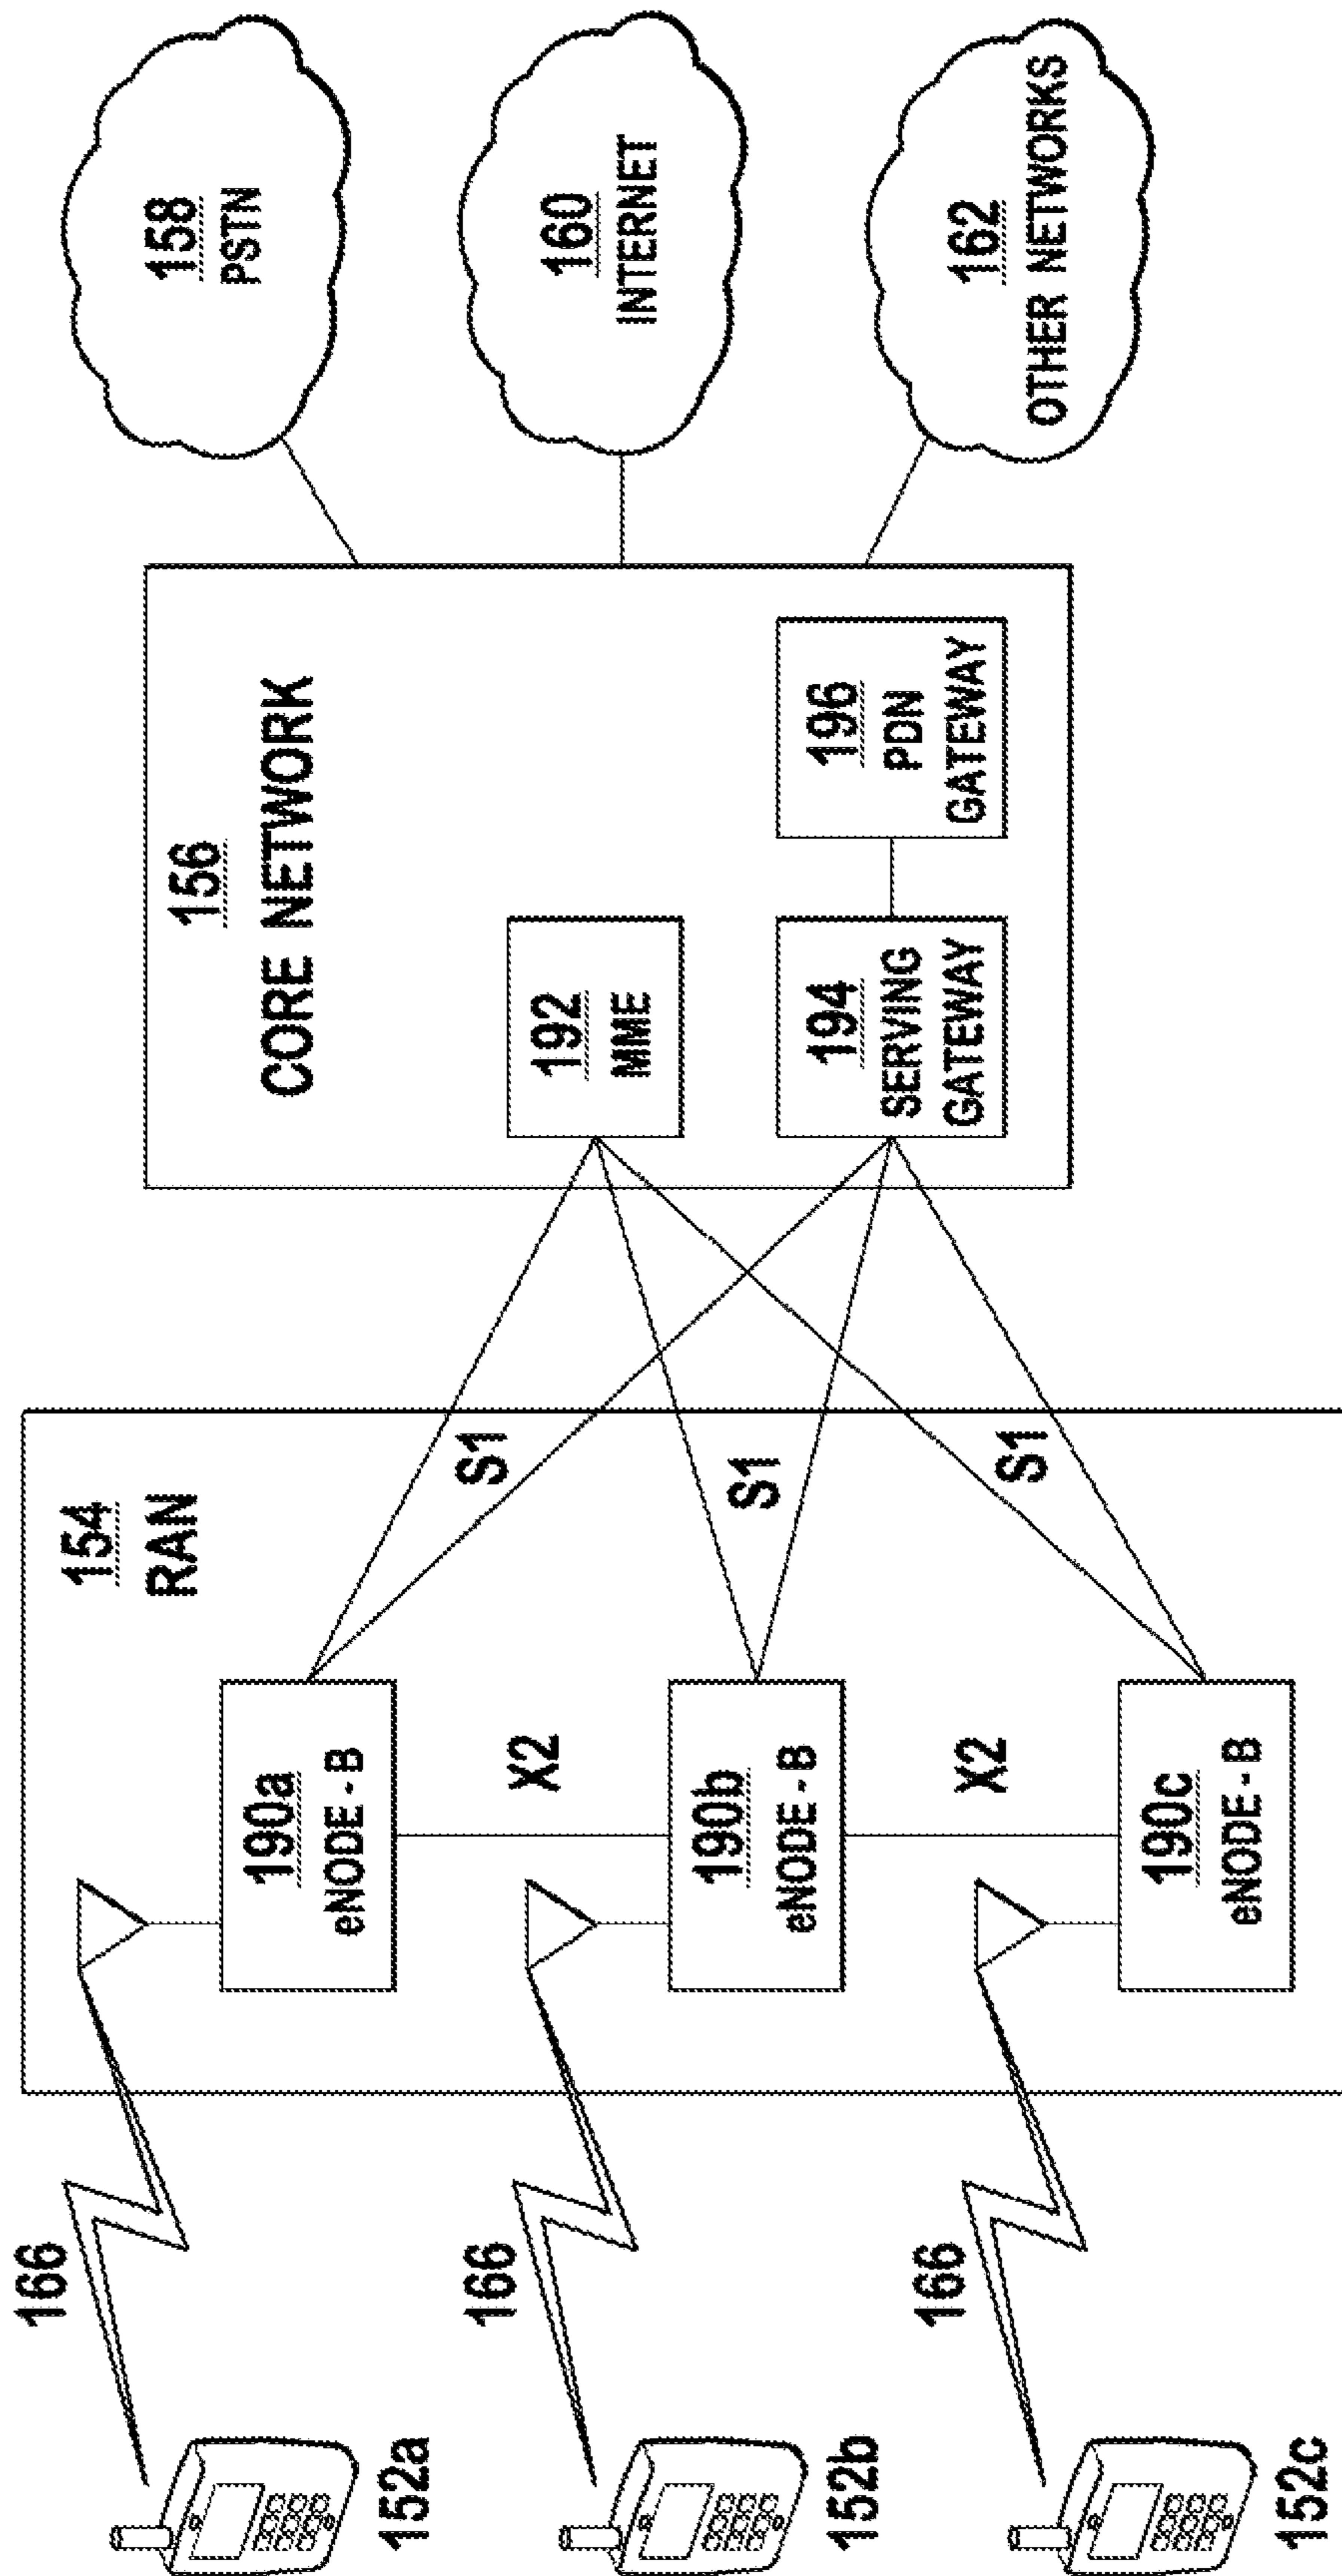 166
152a
166
152b
166
152c
154
RAN
190a
eNODE - B
X2
190b
eNODE - B
X2
190c
eNODE - B
S1
S1
S1
156
CORE NETWORK
192
MME
194
SERVING
GATEWAY
196
PDN
GATEWAY
158
PSTN
160
INTERNET
162
OTHER NETWORKS